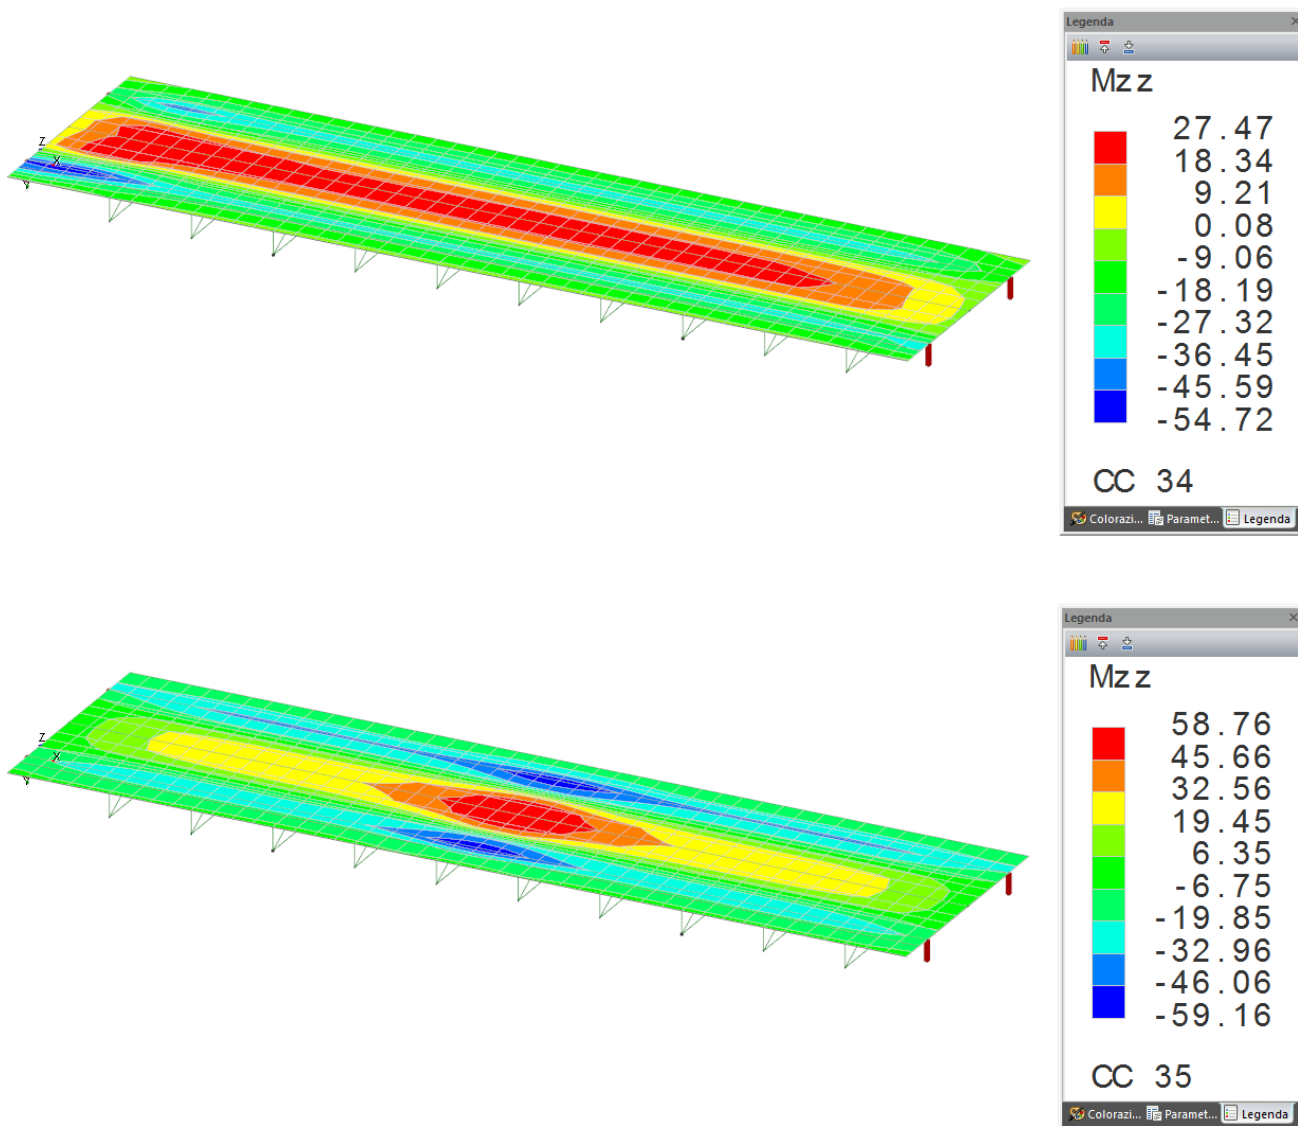 Legenda
Mzz
27.47
18.34
9.21
0.08
-9.06
-18.19
-27.32
-36.45
-45.59
-54.72
CC 34
Colorazi... Paramet... Legenda
Z
X
Y
Legenda
Mzz
58.76
45.66
32.56
19.45
6.35
-6.75
-19.85
-32.96
-46.06
-59.16
CC 35
Colorazi... Paramet... Legenda
Z
X
Y